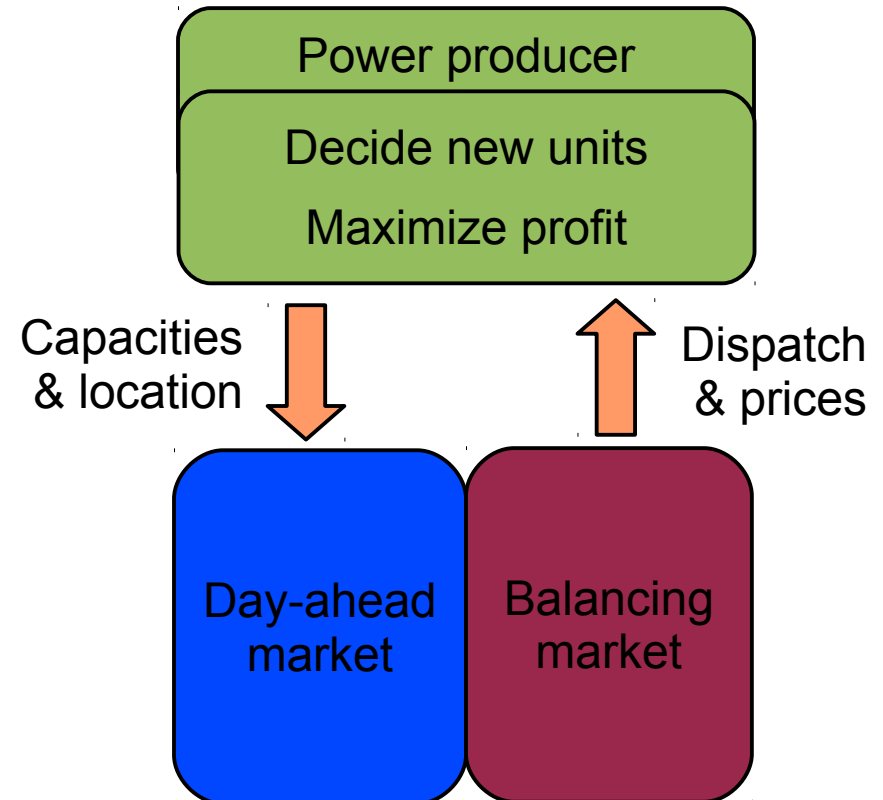 Power producer
Decide new units
Maximize profit
Capacities
& location
Dispatch
& prices
Day-ahead
market
Balancing
market